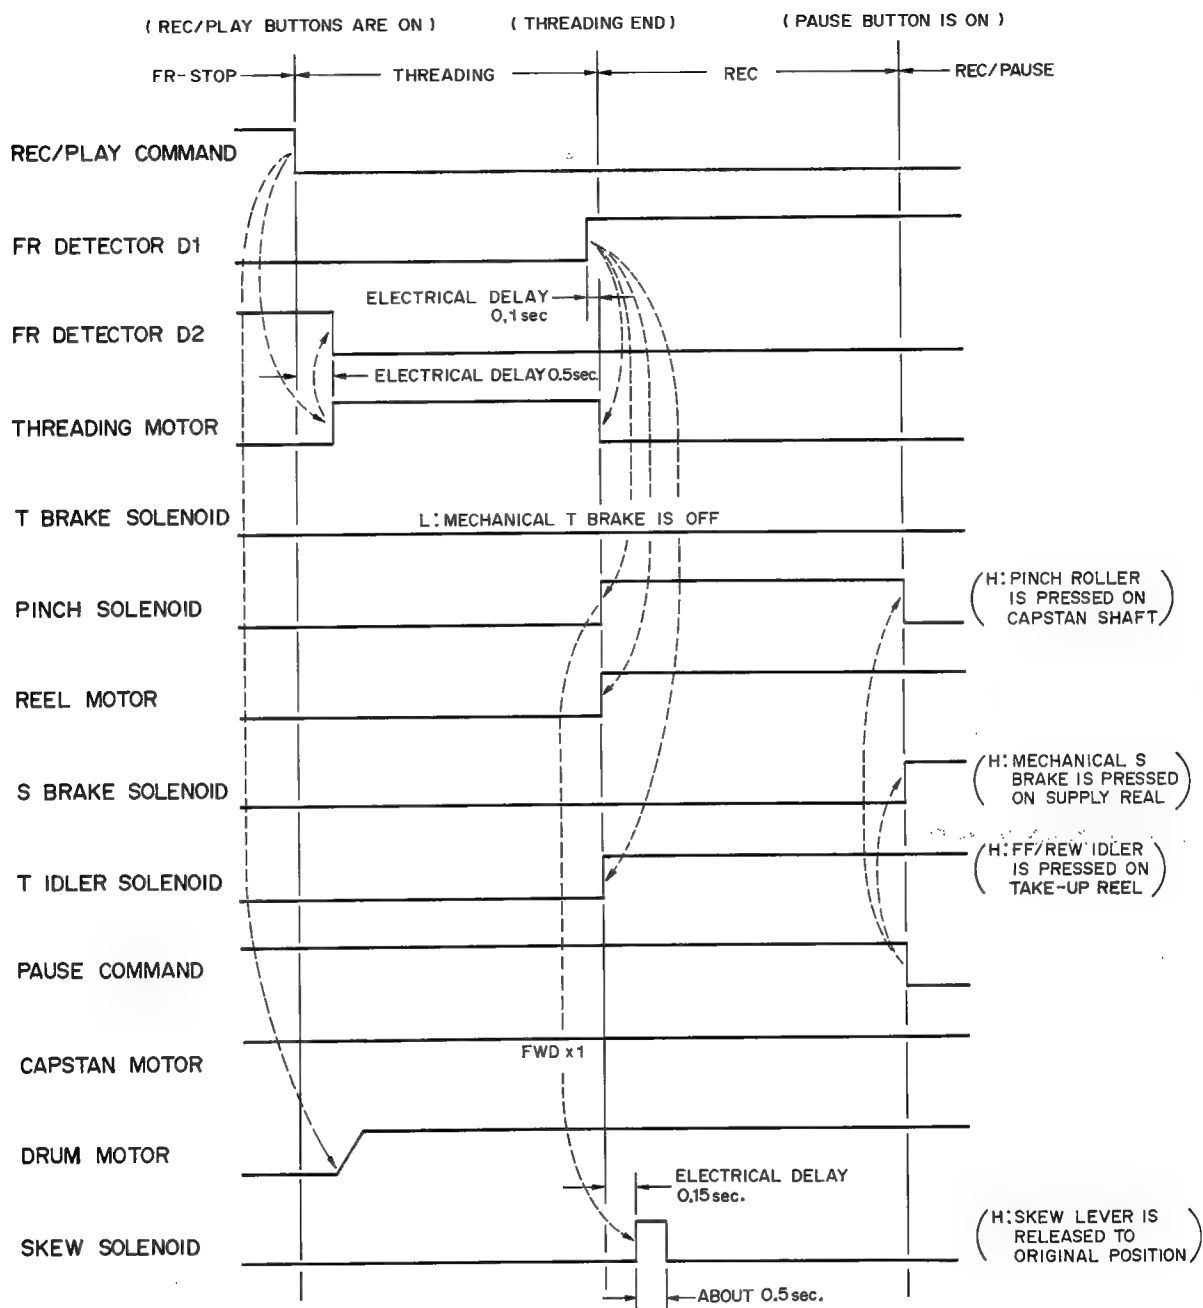 ( REC/PLAY BUTTONS ARE ON )
( THREADING END)
( PAUSE BUTTON IS ON )
FR-STOP
THREADING
REC
REC/PAUSE
REC/PLAY COMMAND
FR DETECTOR D1
ELECTRICAL DELAY
0.1 sec
FR DETECTOR D2
ELECTRICAL DELAY 0.5sec.
THREADING MOTOR
T BRAKE SOLENOID
L: MECHANICAL T BRAKE IS OFF
PINCH SOLENOID
(H: PINCH ROLLER
IS PRESSED ON
CAPSTAN SHAFT)
REEL MOTOR
S BRAKE SOLENOID
(H: MECHANICAL S
BRAKE IS PRESSED
ON SUPPLY REAL)
T IDLER SOLENOID
(H: FF/REW IDLER
IS PRESSED ON
TAKE-UP REEL)
PAUSE COMMAND
CAPSTAN MOTOR
FWD x1
DRUM MOTOR
ELECTRICAL DELAY
0.15sec.
SKEW SOLENOID
(H: SKEW LEVER IS
RELEASED TO
ORIGINAL POSITION)
ABOUT 0.5sec.